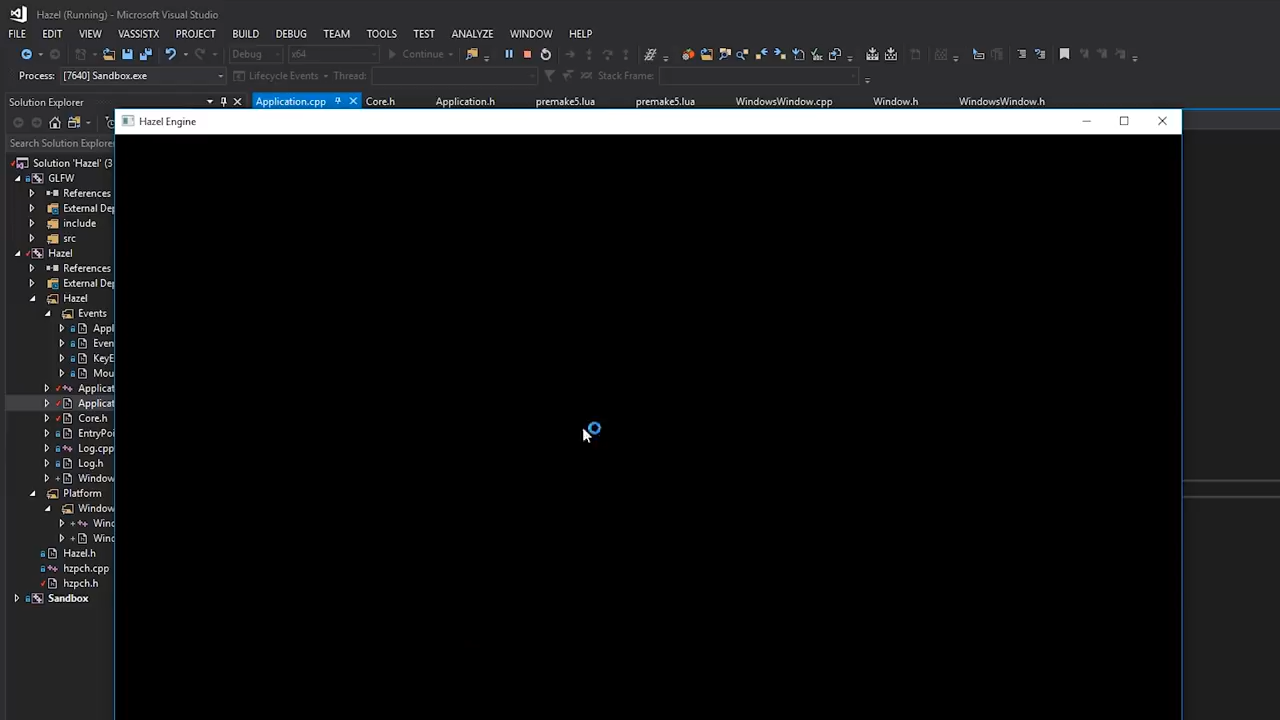 Hazel (Running) - Microsoft Visual Studio
FILE EDIT VIEW VASSISTX PROJECT BUILD DEBUG TEAM TOOLS TEST ANALYZE WINDOW HELP
Debug x64 Continue
Process: [7640] Sandbox.exe Lifecycle Events Thread: Stack Frame:
Solution Explorer Application.cpp Core.h Application.h premake5.lua premake5.lua WindowsWindow.cpp Window.h WindowsWindow.h
Hazel Engine
Search Solution Explorer
Solution 'Hazel' (3
GLFW
References
External Dep
include
src
Hazel
References
External Dep
Hazel
Events
Appl
Even
KeyE
Mou
Applicat
Applicat
Core.h
EntryPoi
Log.cpp
Log.h
Window
Platform
Window
Wind
Wind
Hazel.h
hzpch.cpp
hzpch.h
Sandbox